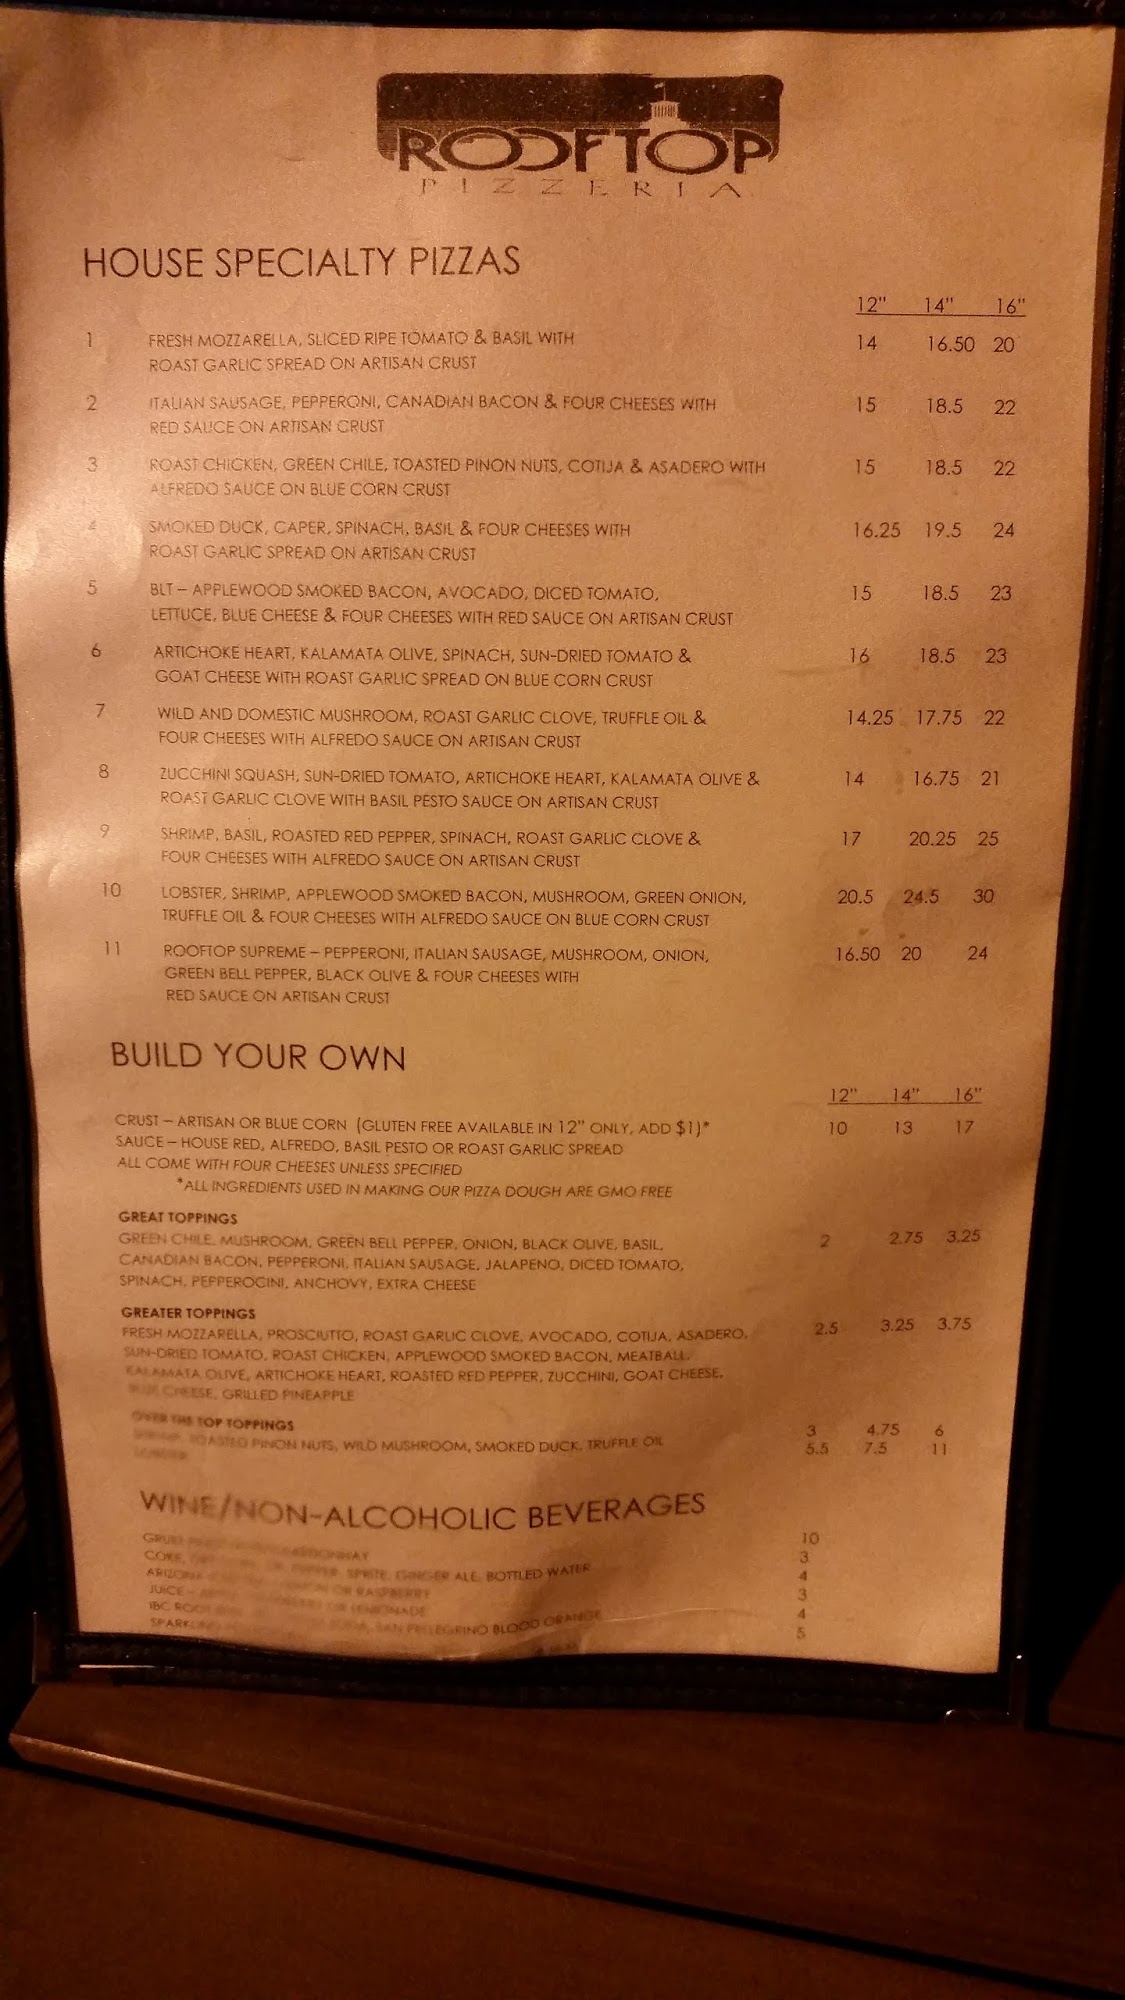 ROOFTOP
PIZZERIA
HOUSE SPECIALTY PIZZAS
12" 14" 16"
1 FRESH MOZZARELLA, SLICED RIPE TOMATO & BASIL WITH 14 16.50 20
ROAST GARLIC SPREAD ON ARTISAN CRUST
2 ITALIAN SAUSAGE, PEPPERONI, CANADIAN BACON & FOUR CHEESES WITH 15 18.5 22
RED SAUCE ON ARTISAN CRUST
3 ROAST CHICKEN, GREEN CHILE, TOASTED PINON NUTS, COTIJA & ASADERO WITH 15 18.5 22
ALFREDO SAUCE ON BLUE CORN CRUST
4 SMOKED DUCK, CAPER, SPINACH, BASIL & FOUR CHEESES WITH 16.25 19.5 24
ROAST GARLIC SPREAD ON ARTISAN CRUST
5 BLT – APPLEWOOD SMOKED BACON, AVOCADO, DICED TOMATO, 15 18.5 23
LETTUCE, BLUE CHEESE & FOUR CHEESES WITH RED SAUCE ON ARTISAN CRUST
6 ARTICHOKE HEART, KALAMATA OLIVE, SPINACH, SUN-DRIED TOMATO & 16 18.5 23
GOAT CHEESE WITH ROAST GARLIC SPREAD ON BLUE CORN CRUST
7 WILD AND DOMESTIC MUSHROOM, ROAST GARLIC CLOVE, TRUFFLE OIL & 14.25 17.75 22
FOUR CHEESES WITH ALFREDO SAUCE ON ARTISAN CRUST
8 ZUCCHINI SQUASH, SUN-DRIED TOMATO, ARTICHOKE HEART, KALAMATA OLIVE & 14 16.75 21
ROAST GARLIC CLOVE WITH BASIL PESTO SAUCE ON ARTISAN CRUST
9 SHRIMP, BASIL, ROASTED RED PEPPER, SPINACH, ROAST GARLIC CLOVE & 17 20.25 25
FOUR CHEESES WITH ALFREDO SAUCE ON ARTISAN CRUST
10 LOBSTER, SHRIMP, APPLEWOOD SMOKED BACON, MUSHROOM, GREEN ONION, 20.5 24.5 30
TRUFFLE OIL & FOUR CHEESES WITH ALFREDO SAUCE ON BLUE CORN CRUST
11 ROOFTOP SUPREME – PEPPERONI, ITALIAN SAUSAGE, MUSHROOM, ONION, 16.50 20 24
GREEN BELL PEPPER, BLACK OLIVE & FOUR CHEESES WITH
RED SAUCE ON ARTISAN CRUST
BUILD YOUR OWN
12" 14" 16"
CRUST – ARTISAN OR BLUE CORN (GLUTEN FREE AVAILABLE IN 12" ONLY, ADD $1)* 10 13 17
SAUCE – HOUSE RED, ALFREDO, BASIL PESTO OR ROAST GARLIC SPREAD
ALL COME WITH FOUR CHEESES UNLESS SPECIFIED
*ALL INGREDIENTS USED IN MAKING OUR PIZZA DOUGH ARE GMO FREE
GREAT TOPPINGS
GREEN CHILE, MUSHROOM, GREEN BELL PEPPER, ONION, BLACK OLIVE, BASIL, 2 2.75 3.25
CANADIAN BACON, PEPPERONI, ITALIAN SAUSAGE, JALAPENO, DICED TOMATO,
SPINACH, PEPPEROCINI, ANCHOVY, EXTRA CHEESE
GREATER TOPPINGS
FRESH MOZZARELLA, PROSCIUTTO, ROAST GARLIC CLOVE, AVOCADO, COTIJA, ASADERO, 2.5 3.25 3.75
SUN-DRIED TOMATO, ROAST CHICKEN, APPLEWOOD SMOKED BACON, MEATBALL,
KALAMATA OLIVE, ARTICHOKE HEART, ROASTED RED PEPPER, ZUCCHINI, GOAT CHEESE,
BLUE CHEESE, GRILLED PINEAPPLE
OVER THE TOP TOPPINGS
SHRIMP, TOASTED PINON NUTS, WILD MUSHROOM, SMOKED DUCK, TRUFFLE OIL 3 4.75 6
LOBSTER 5.5 7.5 11
WINE/NON-ALCOHOLIC BEVERAGES
CHARDONNAY 10
COKE, PEPPER, SPRITE, GINGER ALE, BOTTLED WATER 3
ARIZONA OR RASPBERRY 4
JUICE – OR LEMONADE 3
IBC ROOT 4
SAN PELLEGRINO BLOOD ORANGE 5